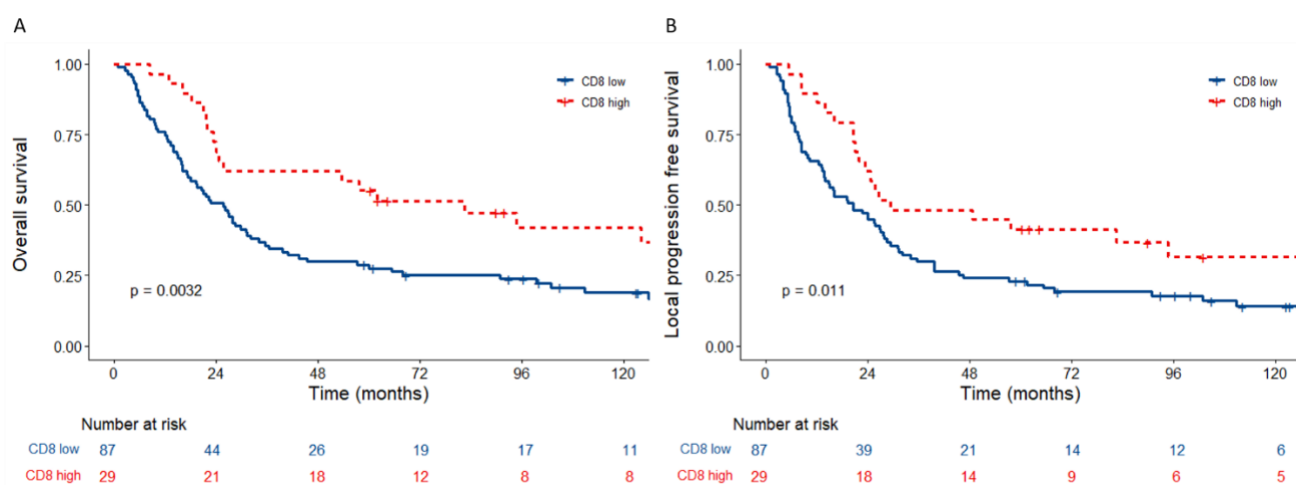 A
1.00
0.75
0.50
0.25
0.00
Overall survival
CD8 low
CD8 high
p = 0.0032
0 24 48 72 96 120
Time (months)
Number at risk
CD8 low 87 44 26 19 17 11
CD8 high 29 21 18 12 8 8
B
1.00
0.75
0.50
0.25
0.00
Local progression free survival
CD8 low
CD8 high
p = 0.011
0 24 48 72 96 120
Time (months)
Number at risk
CD8 low 87 39 21 14 12 6
CD8 high 29 18 14 9 6 5